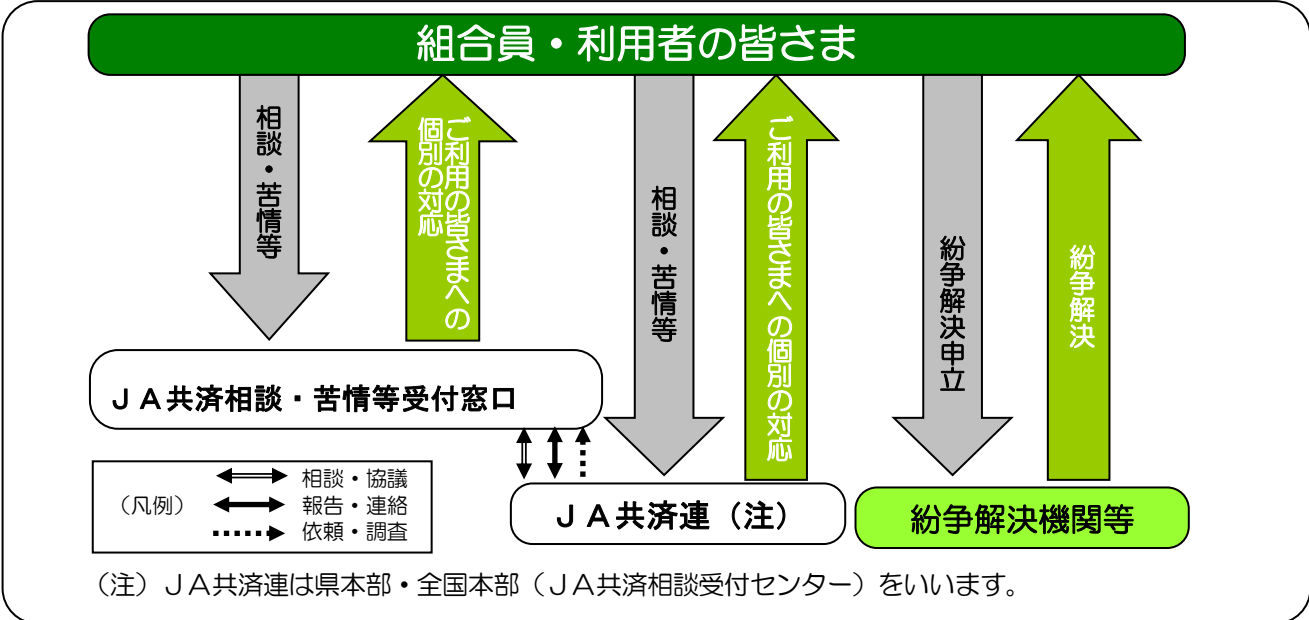 組合員・利用者の皆さま
相談・苦情等
ご利用の皆さまへの
個別の対応
相談・苦情等
ご利用の皆さまへの個別の対応
紛争解決申立
紛争解決
ＪＡ共済相談・苦情等受付窓口
（凡例）
相談・協議
報告・連絡
依頼・調査
ＪＡ共済連（注）
紛争解決機関等
（注）ＪＡ共済連は県本部・全国本部（ＪＡ共済相談受付センター）をいいます。